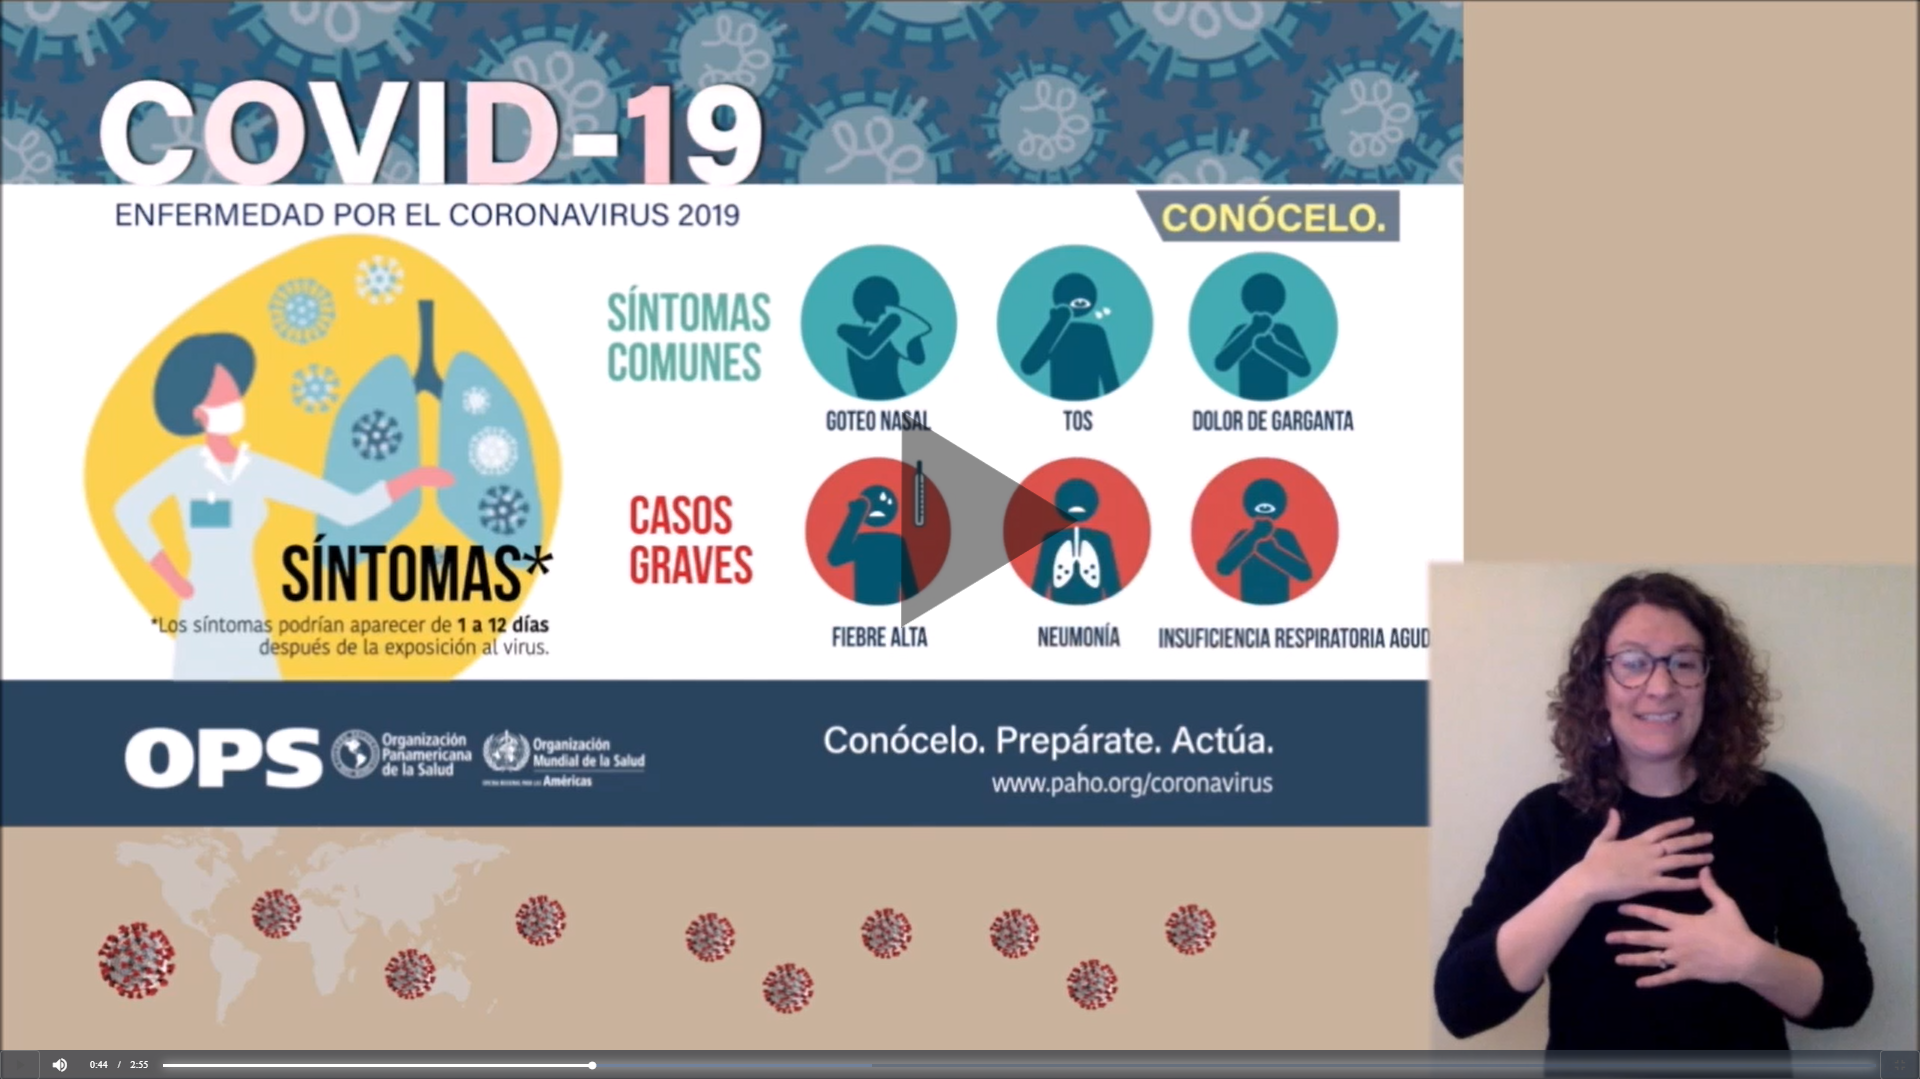 COVID-19
ENFERMEDAD POR EL CORONAVIRUS 2019
CONÓCELO.
SÍNTOMAS
COMUNES
GOTEO NASAL
TOS
DOLOR DE GARGANTA
CASOS
GRAVES
FIEBRE ALTA
NEUMONÍA
INSUFICIENCIA RESPIRATORIA AGUD
SÍNTOMAS*
*Los síntomas podrían aparecer de 1 a 12 días
después de la exposición al virus.
OPS
Organización
Panamericana
de la Salud
Organización
Mundial de la Salud
Américas
Conócelo. Prepárate. Actúa.
www.paho.org/coronavirus
0:44 / 2:55